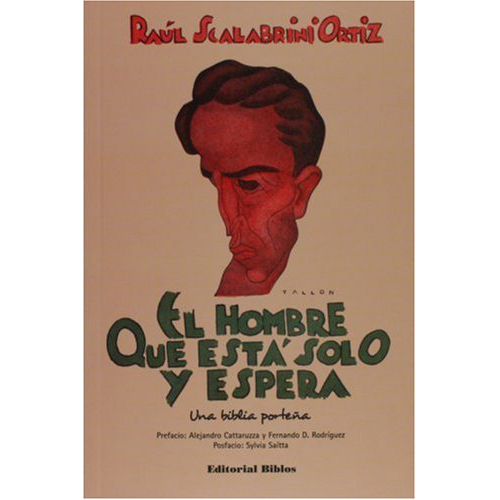 RAÚL SCALABRINI ORTIZ
TALLON
EL HOMBRE
QUE ESTÁ SOLO
Y ESPERA
Una biblia porteña
Prefacio: Alejandro Cattaruzza y Fernando D. Rodríguez
Posfacio: Sylvia Saítta
Editorial Biblos